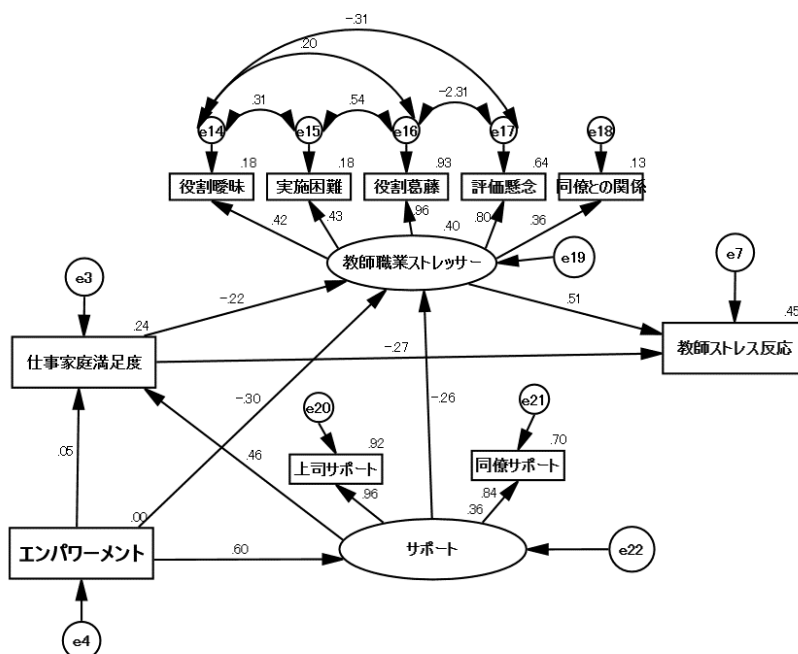 -.31
.20
.31
.54
-2.31
e14
e15
e16
e17
e18
.18
.18
.93
.64
.13
役割曖昧
実施困難
役割葛藤
評価懸念
同僚との関係
.42
.43
.96
.80
.36
.40
教師職業ストレッサー
e19
e3
e7
-.22
.51
.24
.45
仕事家庭満足度
教師ストレス反応
-.27
-.30
-.26
e20
e21
.05
.46
.92
.70
上司サポート
同僚サポート
.96
.84
.00
.36
エンパワーメント
.60
サポート
e22
e4